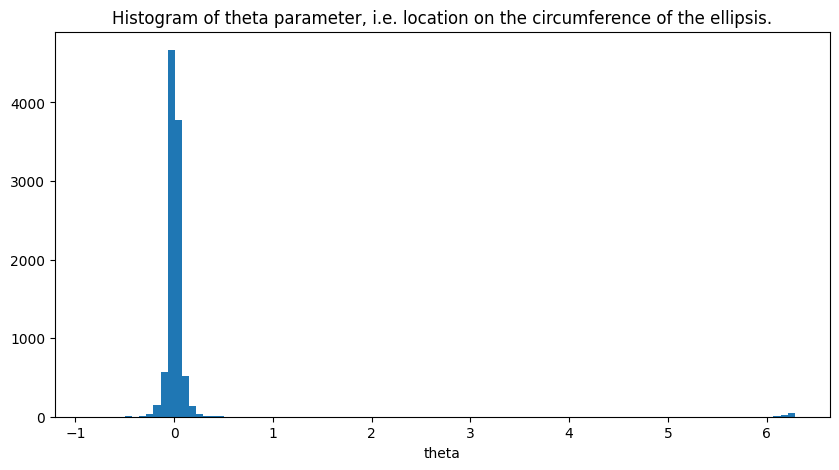 Histogram of theta parameter, i.e. location on the circumference of the ellipsis.
4000
3000
2000
1000
0
−1 0 1 2 3 4 5 6
theta